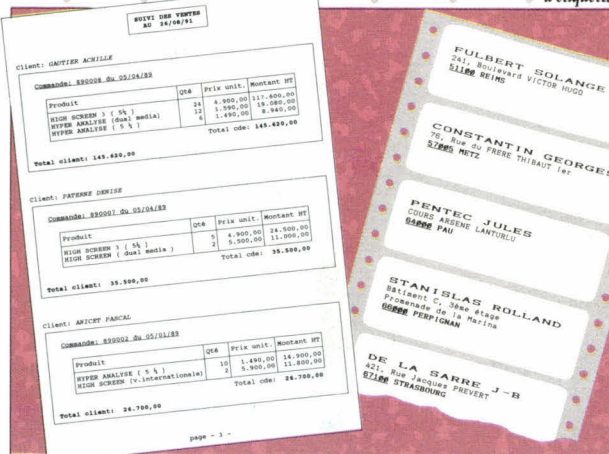 d'étiquettes
SUIVI DES VENTES
AU 26/08/91
Client: GAUTIER ACHILLE
Commande: 890008 du 05/04/89
Produit Qté Prix unit. Montant HT
HIGH SCREEN 3 ( 5¼ ) 24 4.900,00 117.600,00
HYPER ANALYSE (dual media) 12 1.590,00 19.080,00
HYPER ANALYSE ( 5 ¼ ) 6 1.490,00 8.940,00
Total cde: 145.620,00
Total client: 145.620,00
Client: PATERNE DENISE
Commande: 890007 du 05/04/89
Produit Qté Prix unit. Montant HT
HIGH SCREEN 3 ( 5¼ ) 5 4.900,00 24.500,00
HIGH SCREEN ( dual media ) 2 5.500,00 11.000,00
Total cde: 35.500,00
Total client: 35.500,00
Client: ANICET PASCAL
Commande: 890002 du 05/01/89
Produit Qté Prix unit. Montant HT
HYPER ANALYSE ( 5 ¼ ) 10 1.490,00 14.900,00
HIGH SCREEN (v.internationale) 2 5.900,00 11.800,00
Total cde: 26.700,00
Total client: 26.700,00
page - 3 -
FULBERT SOLANGE
241, Boulevard VICTOR HUGO
51100 REIMS
CONSTANTIN GEORGES
78, Rue du FRERE THIBAUT Ier
57005 METZ
PENTEC JULES
COURS ARSENE LANTURLU
64000 PAU
STANISLAS ROLLAND
Bâtiment C, 3ème étage
Promenade de la Marina
66000 PERPIGNAN
DE LA SARRE J-B
421, Rue Jacques PREVERT
67100 STRASBOURG